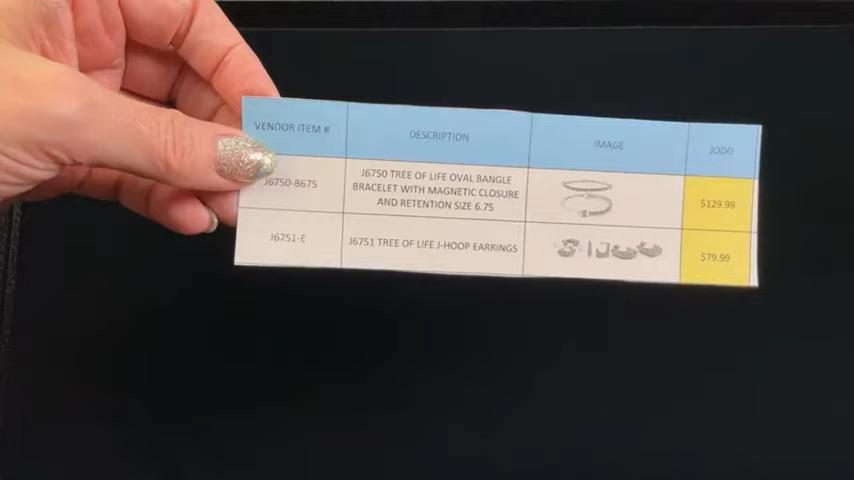 VENDOR ITEM # DESCRIPTION IMAGE JODO
J6750-B675 J6750 TREE OF LIFE OVAL BANGLE $129.99
BRACELET WITH MAGNETIC CLOSURE
AND RETENTION SIZE 6.75
J6751-E J6751 TREE OF LIFE J-HOOP EARRINGS $79.99